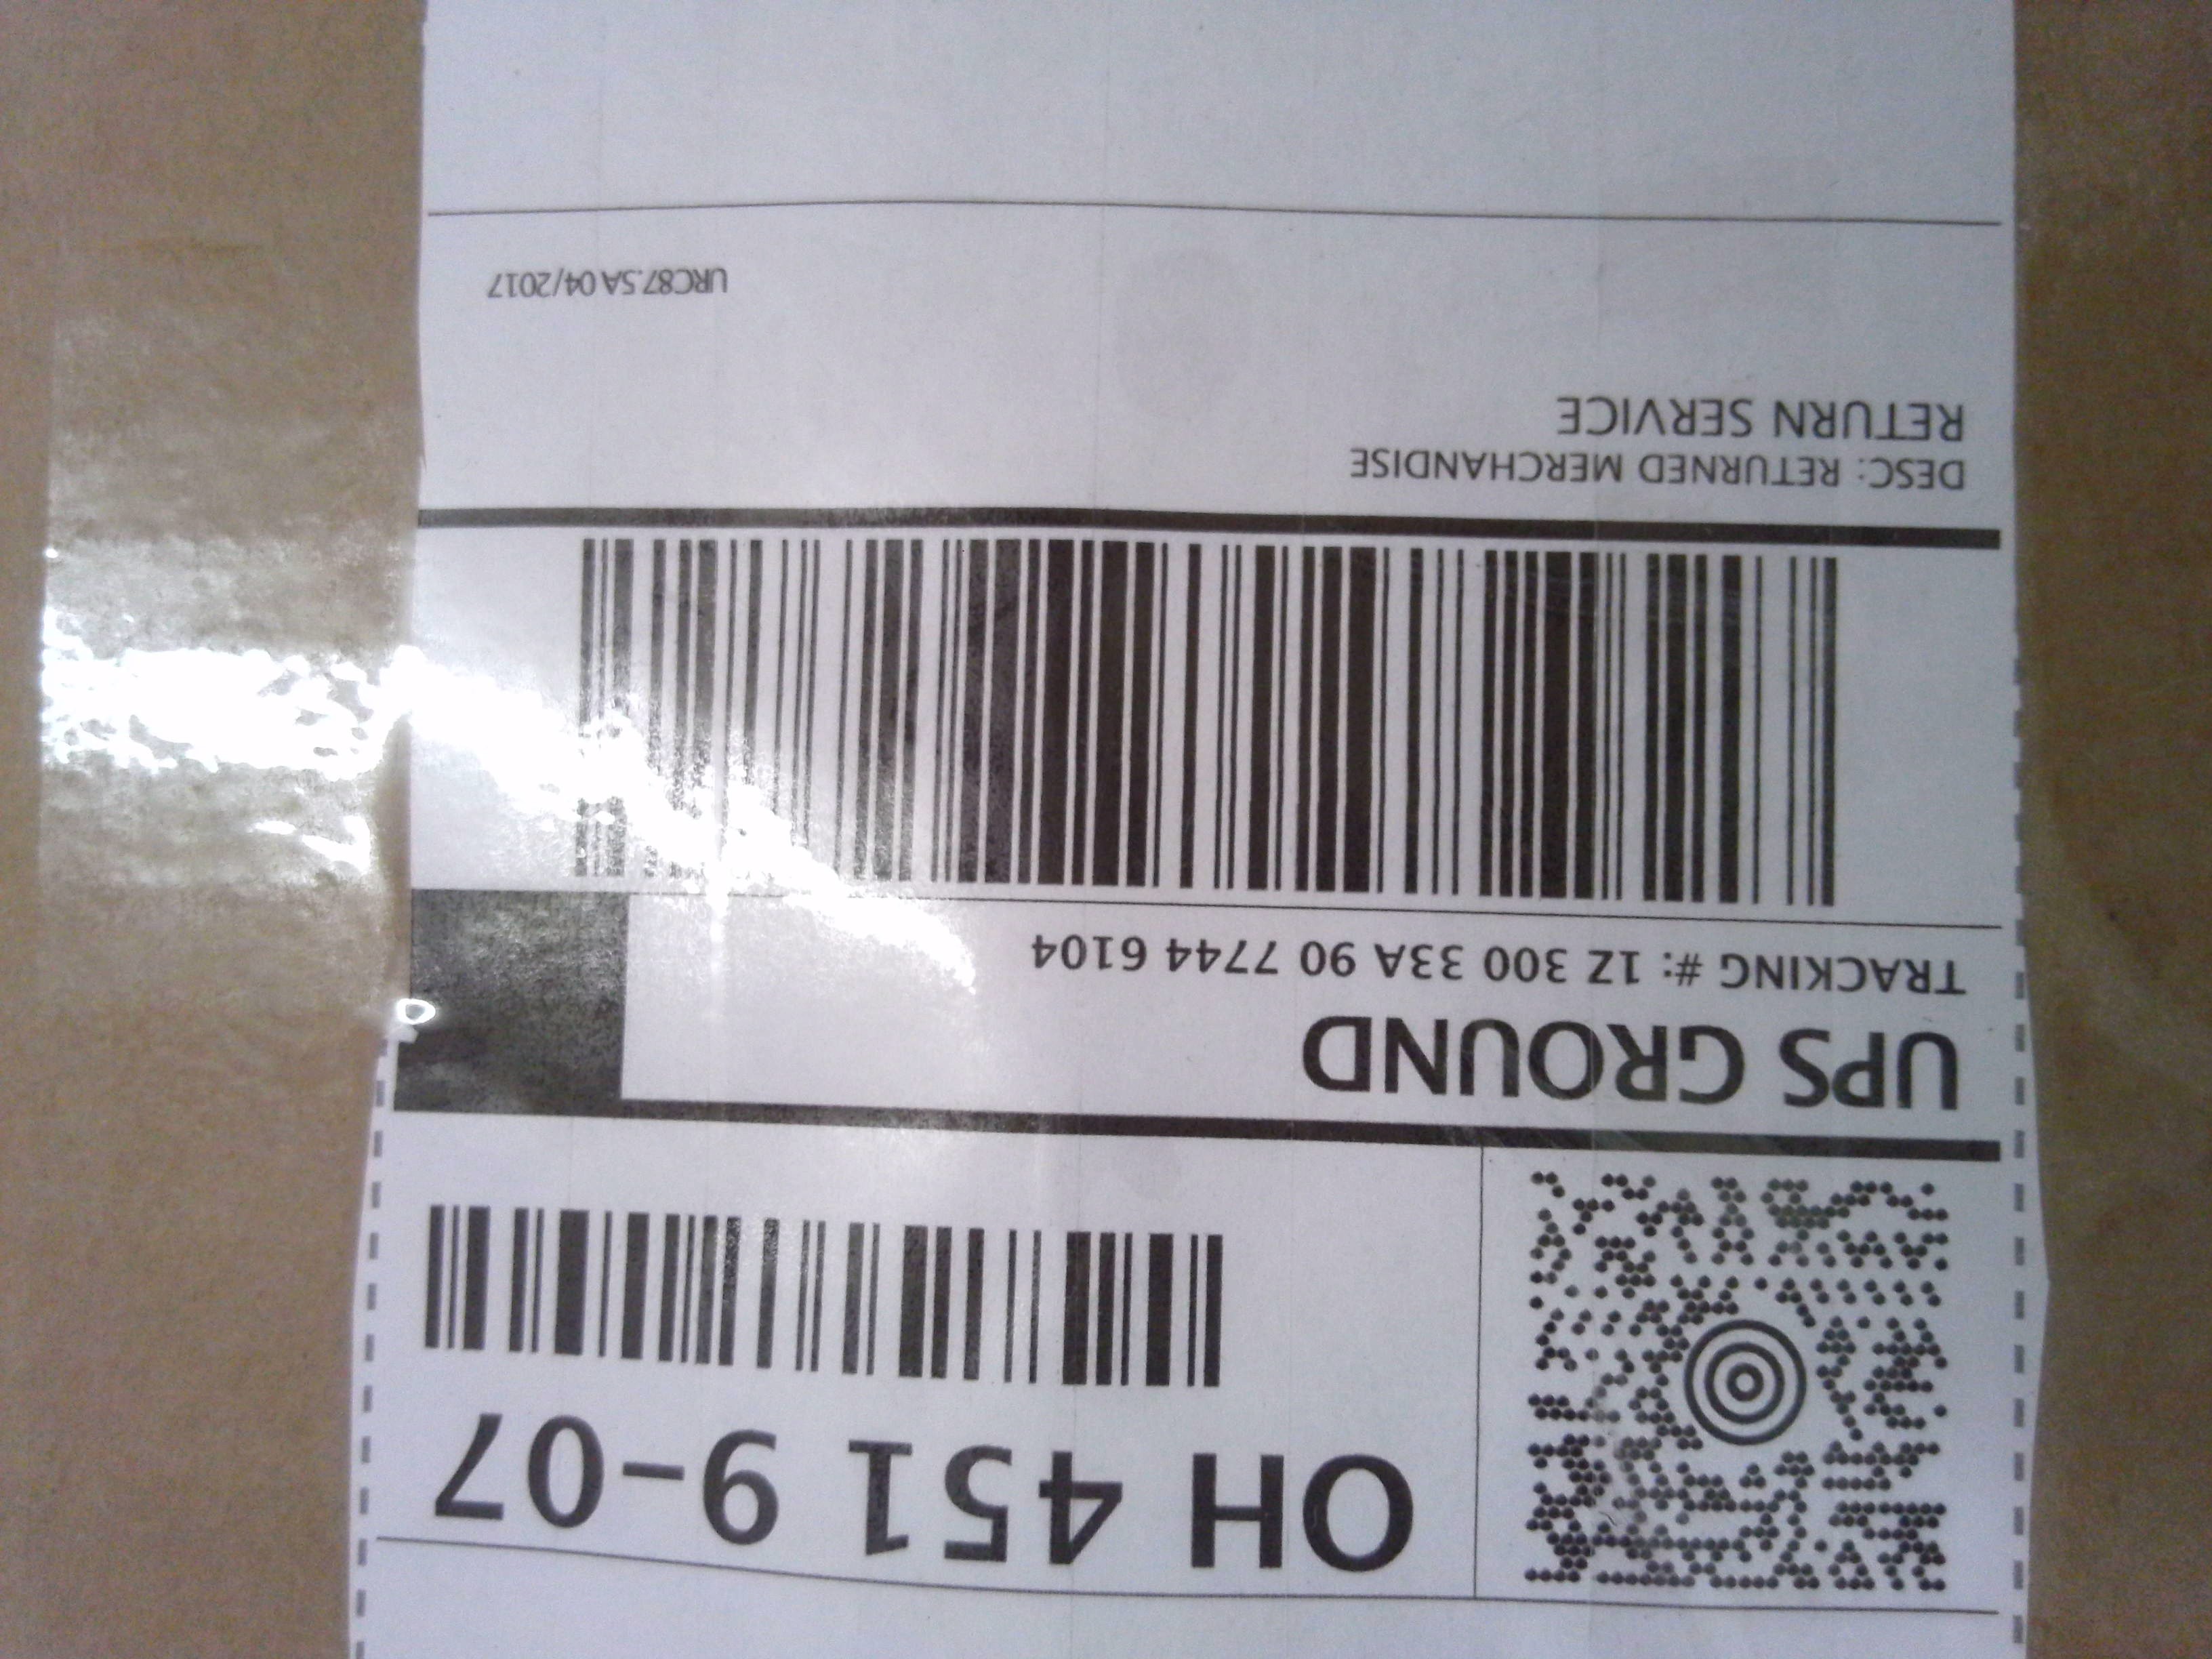 OH 451 9-07
UPS GROUND
TRACKING #: 1Z 300 33A 90 7744 6104
DESC: RETURNED MERCHANDISE
RETURN SERVICE
URC87.5A 04/2017